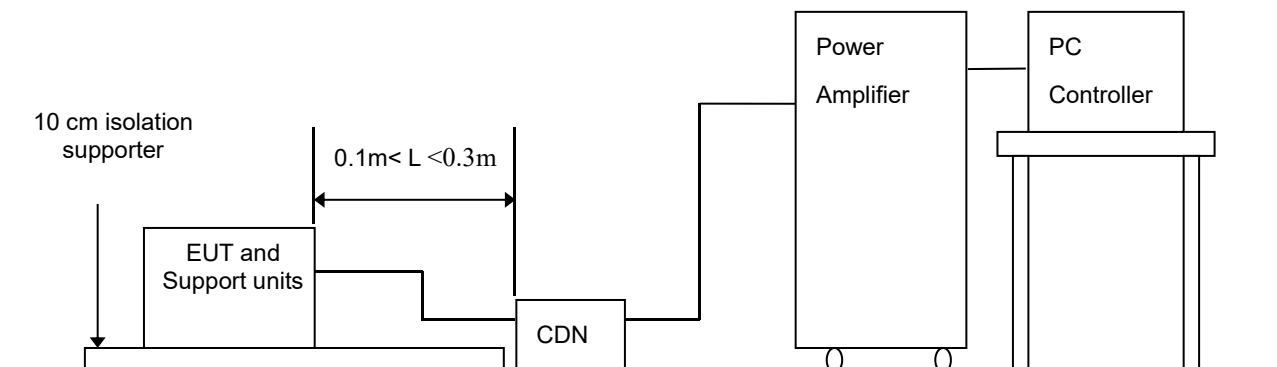 Power
Amplifier
PC
Controller
10 cm isolation
supporter
0.1m< L <0.3m
EUT and
Support units
CDN